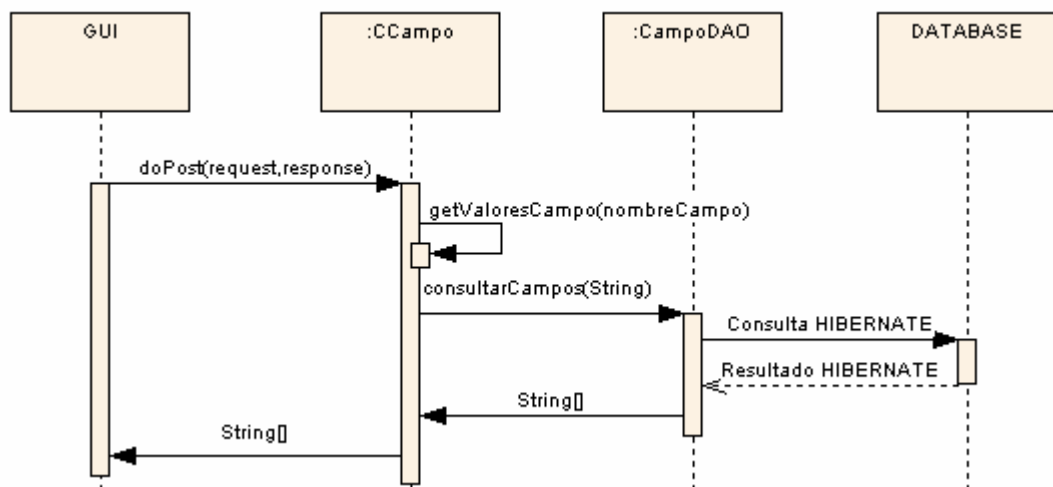 GUI
:CCampo
:CampoDAO
DATABASE
doPost(request,response)
getValoresCampo(nombreCampo)
consultarCampos(String)
Consulta HIBERNATE
Resultado HIBERNATE
String[]
String[]